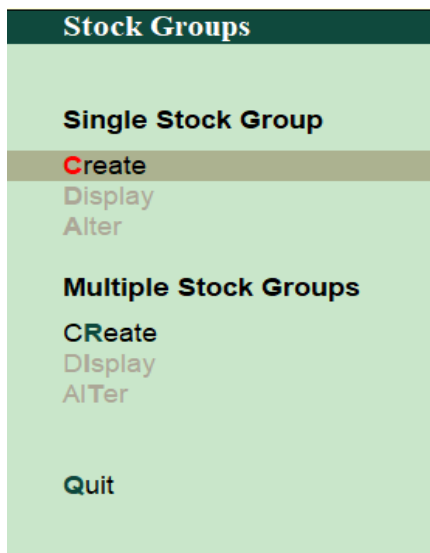 Stock Groups
Single Stock Group
Create
Display
Alter
Multiple Stock Groups
CReate
DIsplay
AlTer
Quit